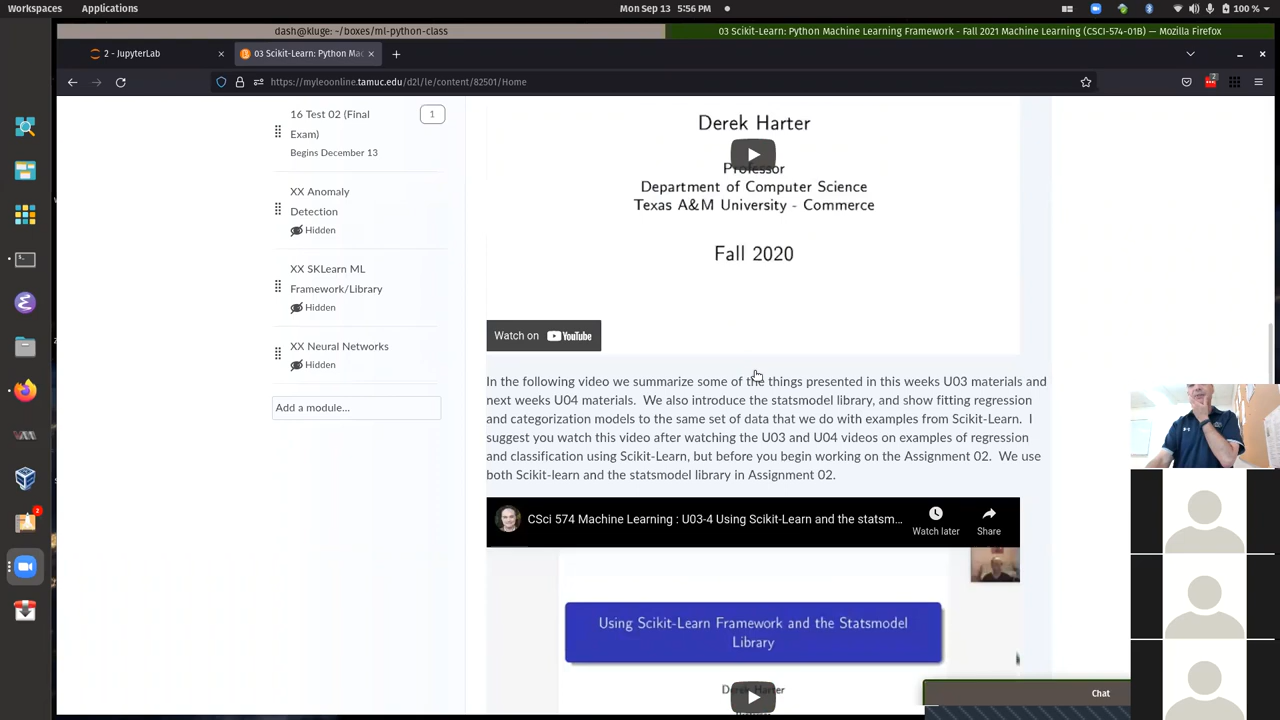 Workspaces Applications Mon Sep 13 5:56 PM 100 %
dash@kluge: ~/boxes/ml-python-class 03 Scikit-Learn: Python Machine Learning Framework - Fall 2021 Machine Learning (CSCI-574-01B) — Mozilla Firefox
2 - JupyterLab 03 Scikit-Learn: Python Mac
https://myleoonline.tamuc.edu/d2l/le/content/82501/Home
16 Test 02 (Final
Exam)
1
Begins December 13
XX Anomaly
Detection
Hidden
XX SKLearn ML
Framework/Library
Hidden
XX Neural Networks
Hidden
Add a module...
Derek Harter
Professor
Department of Computer Science
Texas A&M University - Commerce
Fall 2020
Watch on YouTube
In the following video we summarize some of the things presented in this weeks U03 materials and
next weeks U04 materials. We also introduce the statsmodel library, and show fitting regression
and categorization models to the same set of data that we do with examples from Scikit-Learn. I
suggest you watch this video after watching the U03 and U04 videos on examples of regression
and classification using Scikit-Learn, but before you begin working on the Assignment 02. We use
both Scikit-learn and the statsmodel library in Assignment 02.
CSci 574 Machine Learning : U03-4 Using Scikit-Learn and the statsm...
Watch later Share
Using Scikit-Learn Framework and the Statsmodel
Library
Derek Harter
Chat